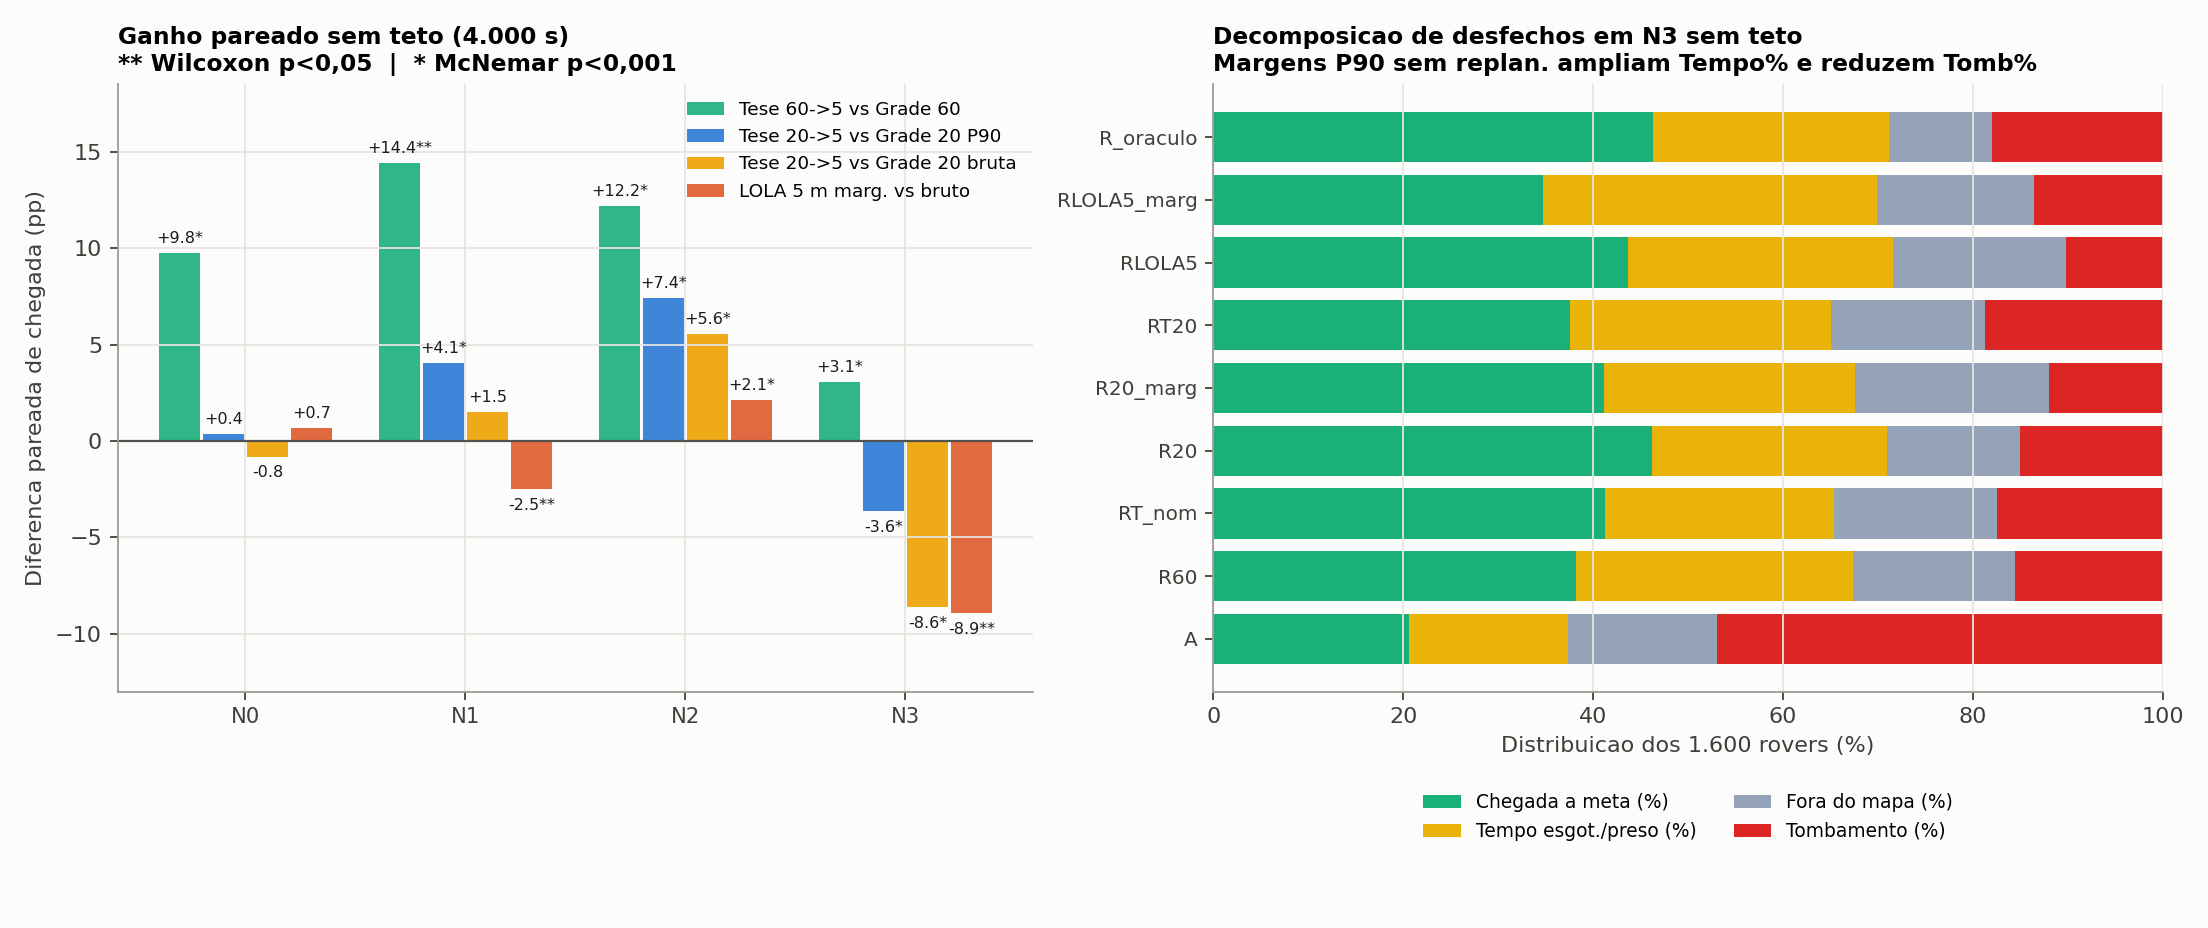 Ganho pareado sem teto (4.000 s)
** Wilcoxon p<0,05 | * McNemar p<0,001
Diferenca pareada de chegada (pp)
15
10
5
0
−5
−10
Tese 60->5 vs Grade 60
Tese 20->5 vs Grade 20 P90
Tese 20->5 vs Grade 20 bruta
LOLA 5 m marg. vs bruto
+9.8*
+0.4
-0.8
+0.7
+14.4**
+4.1*
+1.5
-2.5**
+12.2*
+7.4*
+5.6*
+2.1*
+3.1*
-3.6*
-8.6*
-8.9**
N0
N1
N2
N3
Decomposicao de desfechos em N3 sem teto
Margens P90 sem replan. ampliam Tempo% e reduzem Tomb%
R_oraculo
RLOLA5_marg
RLOLA5
RT20
R20_marg
R20
RT_nom
R60
A
0
20
40
60
80
100
Distribuicao dos 1.600 rovers (%)
Chegada a meta (%)
Tempo esgot./preso (%)
Fora do mapa (%)
Tombamento (%)